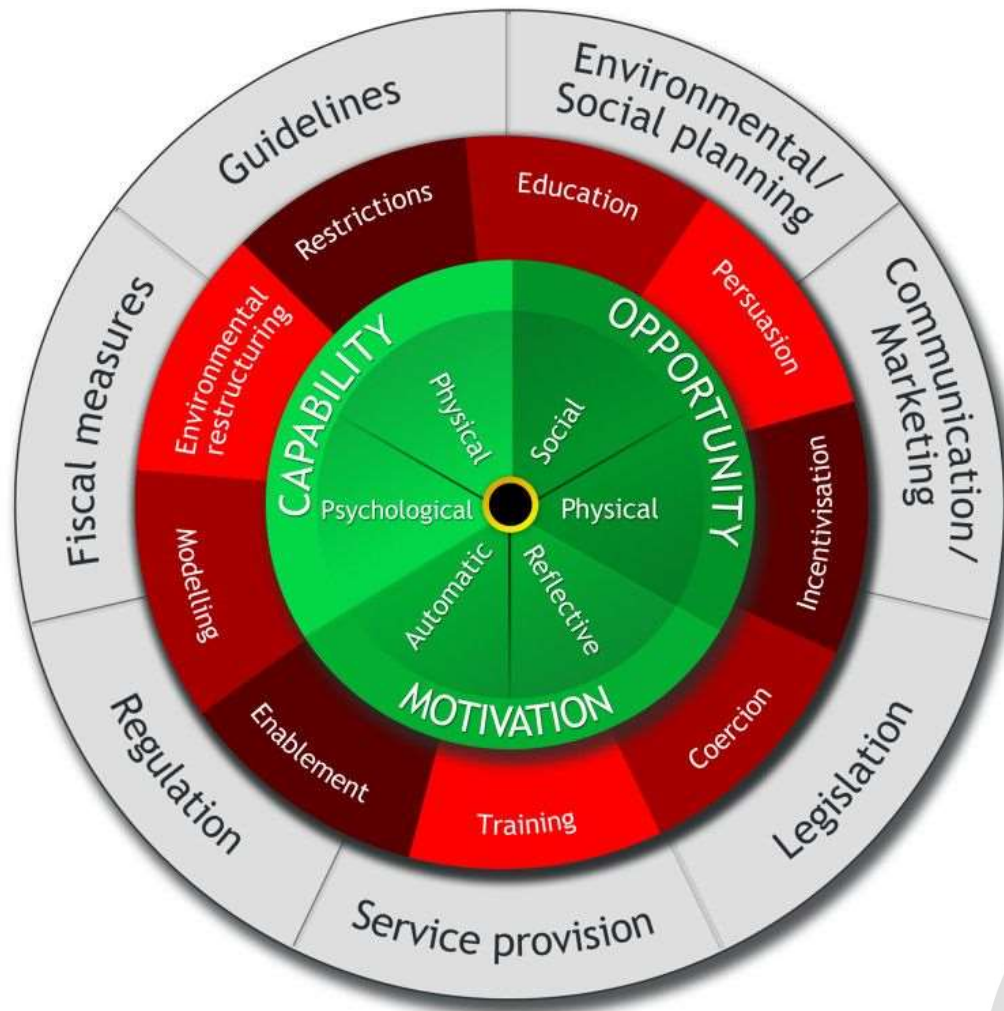 Guidelines
Environmental/
Social planning
Communication/
Marketing
Legislation
Service provision
Regulation
Fiscal measures
Restrictions
Education
Persuasion
Incentivisation
Coercion
Training
Enablement
Modelling
Environmental
restructuring
CAPABILITY
OPPORTUNITY
MOTIVATION
Physical
Social
Physical
Reflective
Automatic
Psychological